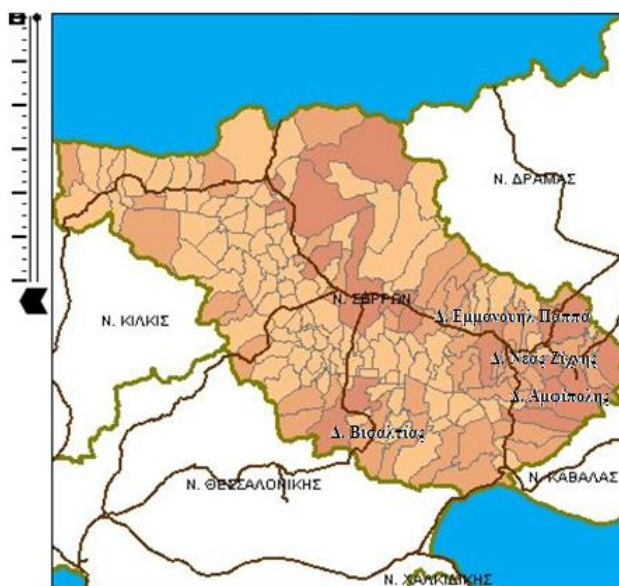 Ν. ΔΡΑΜΑΣ
Ν. ΣΕΡΡΩΝ
Δ. Εμμανουήλ Παππά
Ν. ΚΙΛΚΙΣ
Δ. Νέας Ζίχνης
Δ. Αμφίπολης
Δ. Βισαλτίας
Ν. ΘΕΣΣΑΛΟΝΙΚΗΣ
Ν. ΚΑΒΑΛΑΣ
Ν. ΧΑΛΚΙΔΙΚΗΣ